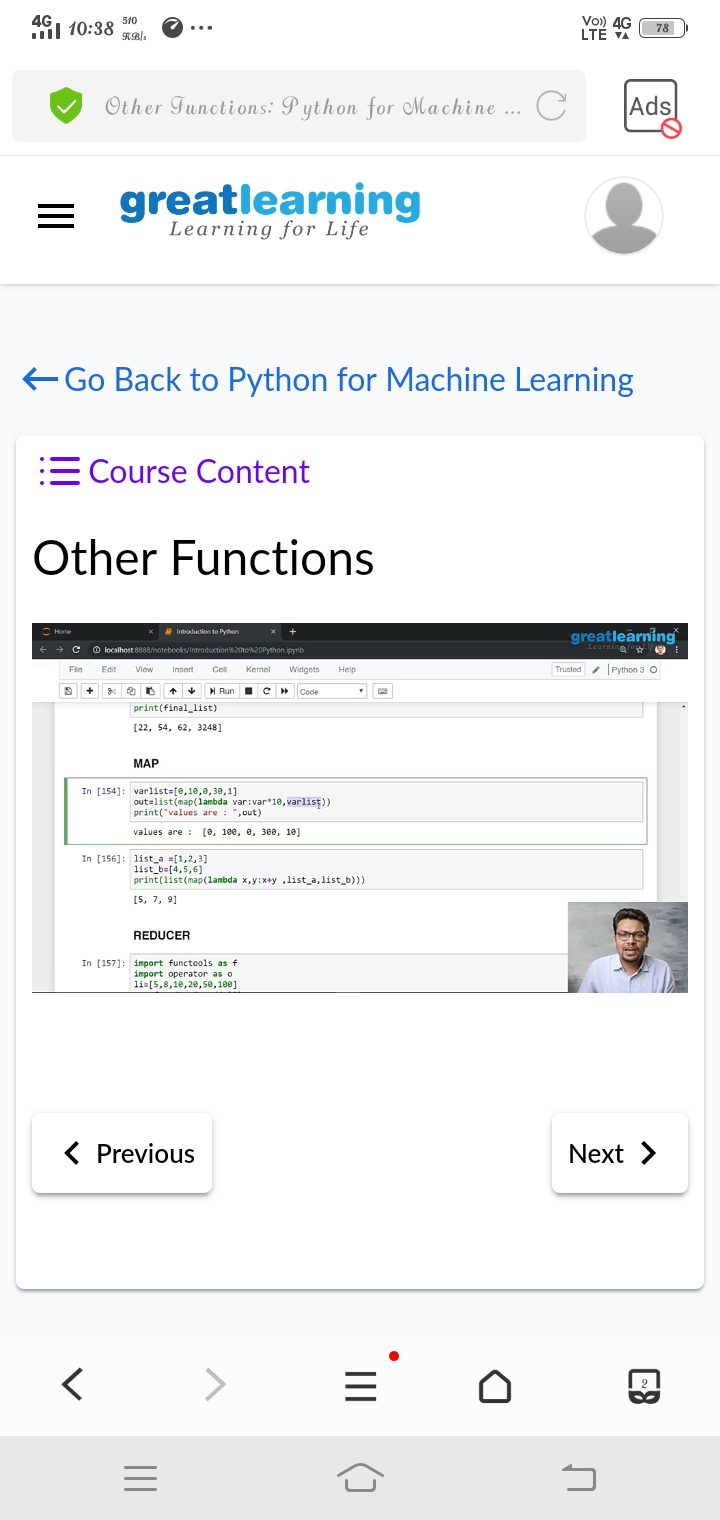 4G 10:38 510 KB/s ...
Vo) LTE 4G 78
Other Functions: Python for Machine ...
Ads
greatlearning
Learning for Life
Go Back to Python for Machine Learning
Course Content
Other Functions
Home × Introduction to Python × +
greatlearning
Learning for Life
localhost:8888/notebooks/Introduction%20to%20Python.ipynb
File Edit View Insert Cell Kernel Widgets Help Trusted Python 3
Run Code
print(final_list)
[22, 54, 62, 3248]
MAP
In [154]: varlist=[0,10,0,30,1]
out=list(map(lambda var:var*10,varlist))
print("values are : ",out)
values are : [0, 100, 0, 300, 10]
In [156]: list_a =[1,2,3]
list_b=[4,5,6]
print(list(map(lambda x,y:x+y ,list_a,list_b)))
[5, 7, 9]
REDUCER
In [157]: import functools as f
import operator as o
li=[5,8,10,20,50,100]
Previous
Next
2